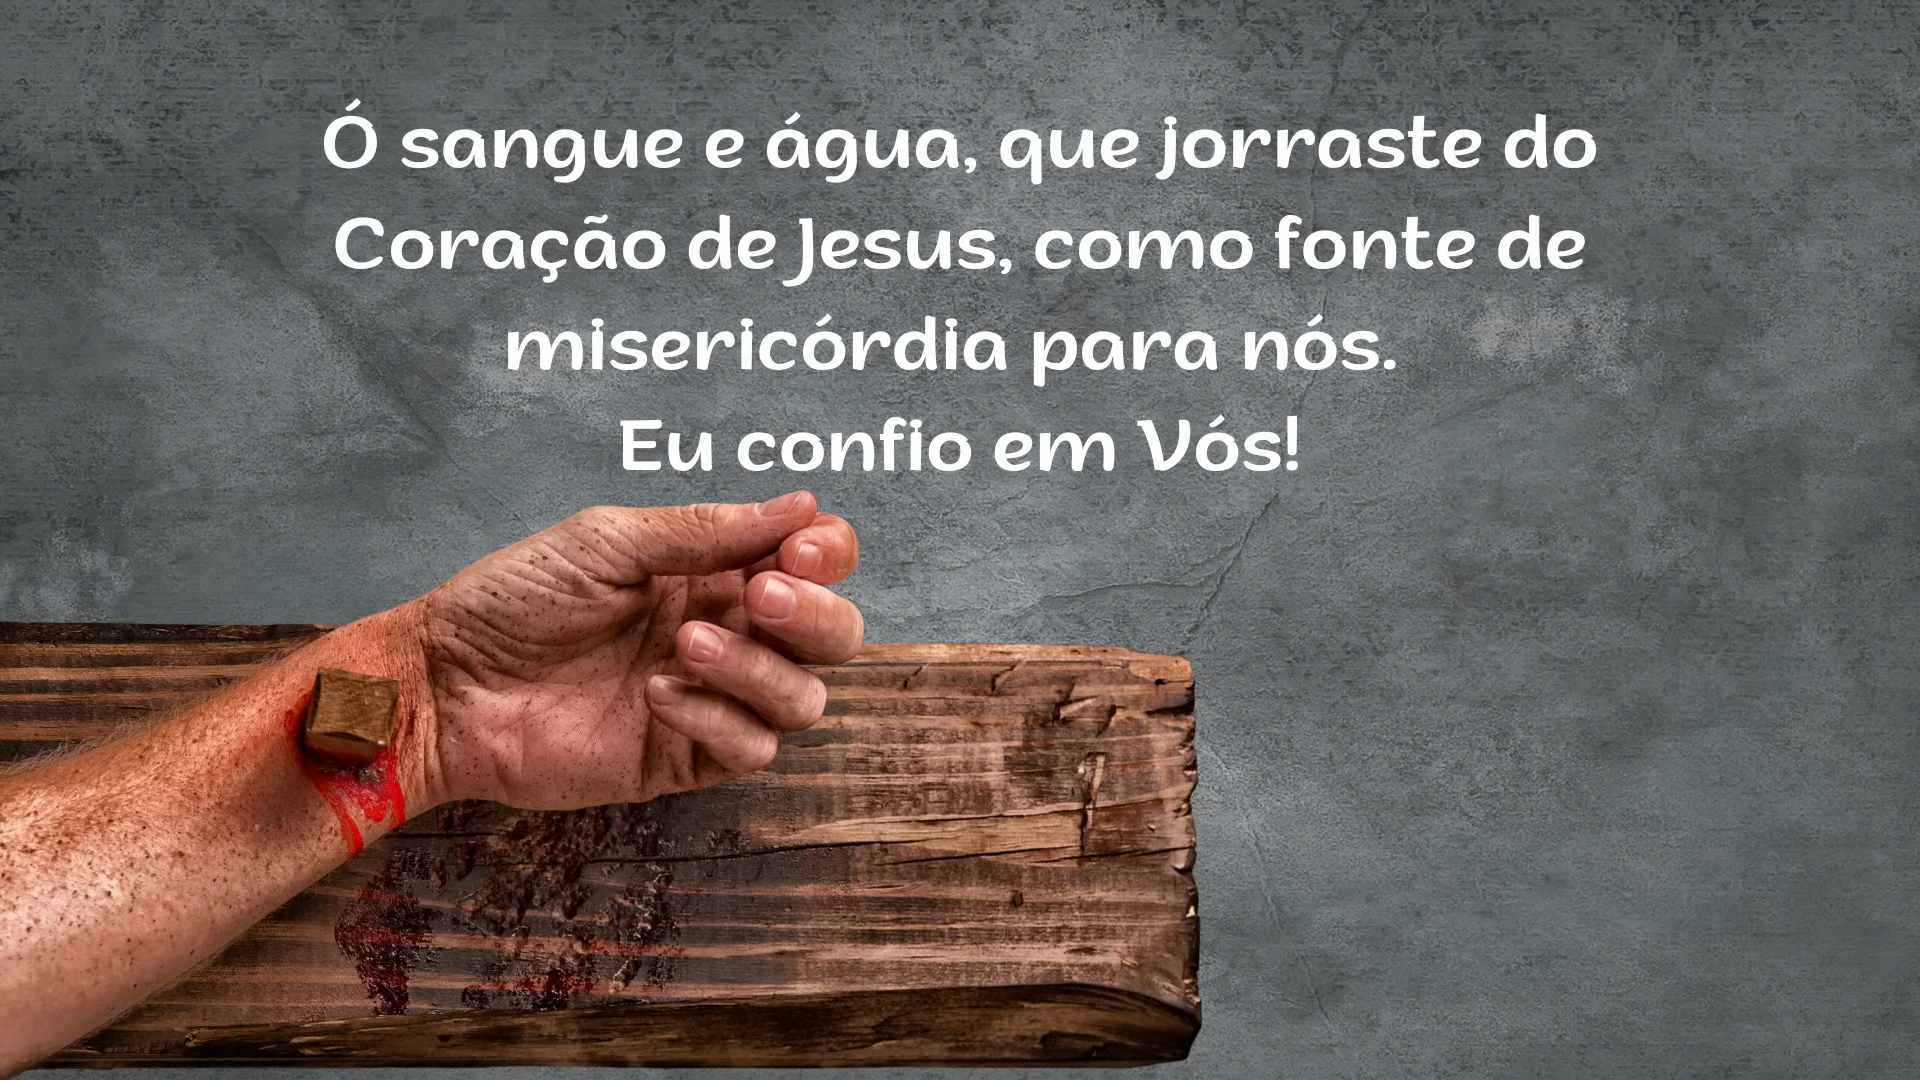 Ó sangue e água, que jorraste do
Coração de Jesus, como fonte de
misericórdia para nós.
Eu confio em Vós!